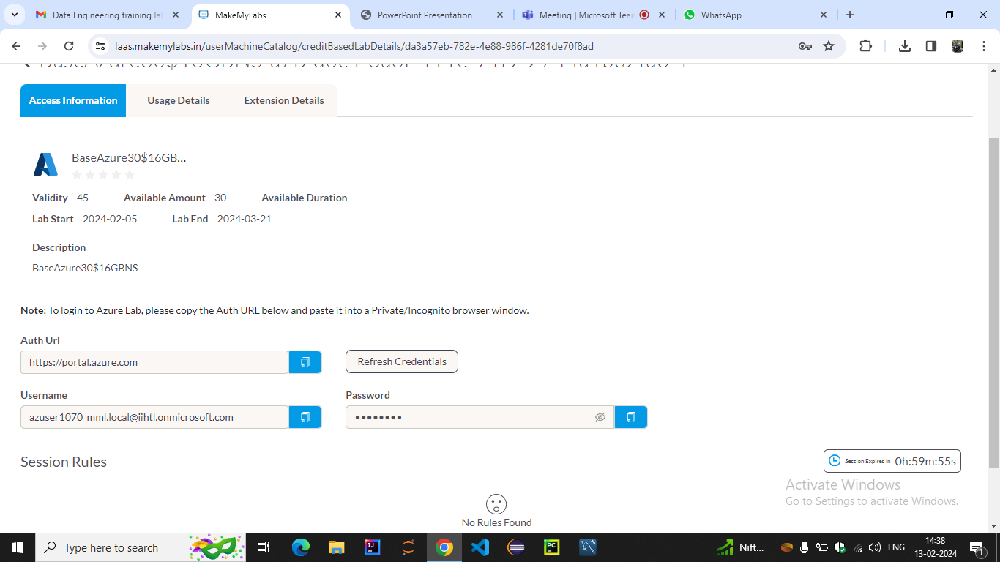 Data Engineering training la
MakeMyLabs
PowerPoint Presentation
Meeting | Microsoft Tea
WhatsApp
laas.makemylabs.in/userMachineCatalog/creditBasedLabDetails/da3a57eb-782e-4e88-986f-4281de70f8ad
Access Information
Usage Details
Extension Details
BaseAzure30$16GB...
Validity 45 Available Amount 30 Available Duration -
Lab Start 2024-02-05 Lab End 2024-03-21
Description
BaseAzure30$16GBNS
Note: To login to Azure Lab, please copy the Auth URL below and paste it into a Private/Incognito browser window.
Auth Url
https://portal.azure.com
Refresh Credentials
Username
Password
azuser1070_mml.local@iihtl.onmicrosoft.com
••••••••
Session Rules
Session Expires In 0h:59m:55s
No Rules Found
Activate Windows
Go to Settings to activate Windows.
Type here to search
Nift...
ENG
14:38
13-02-2024
1